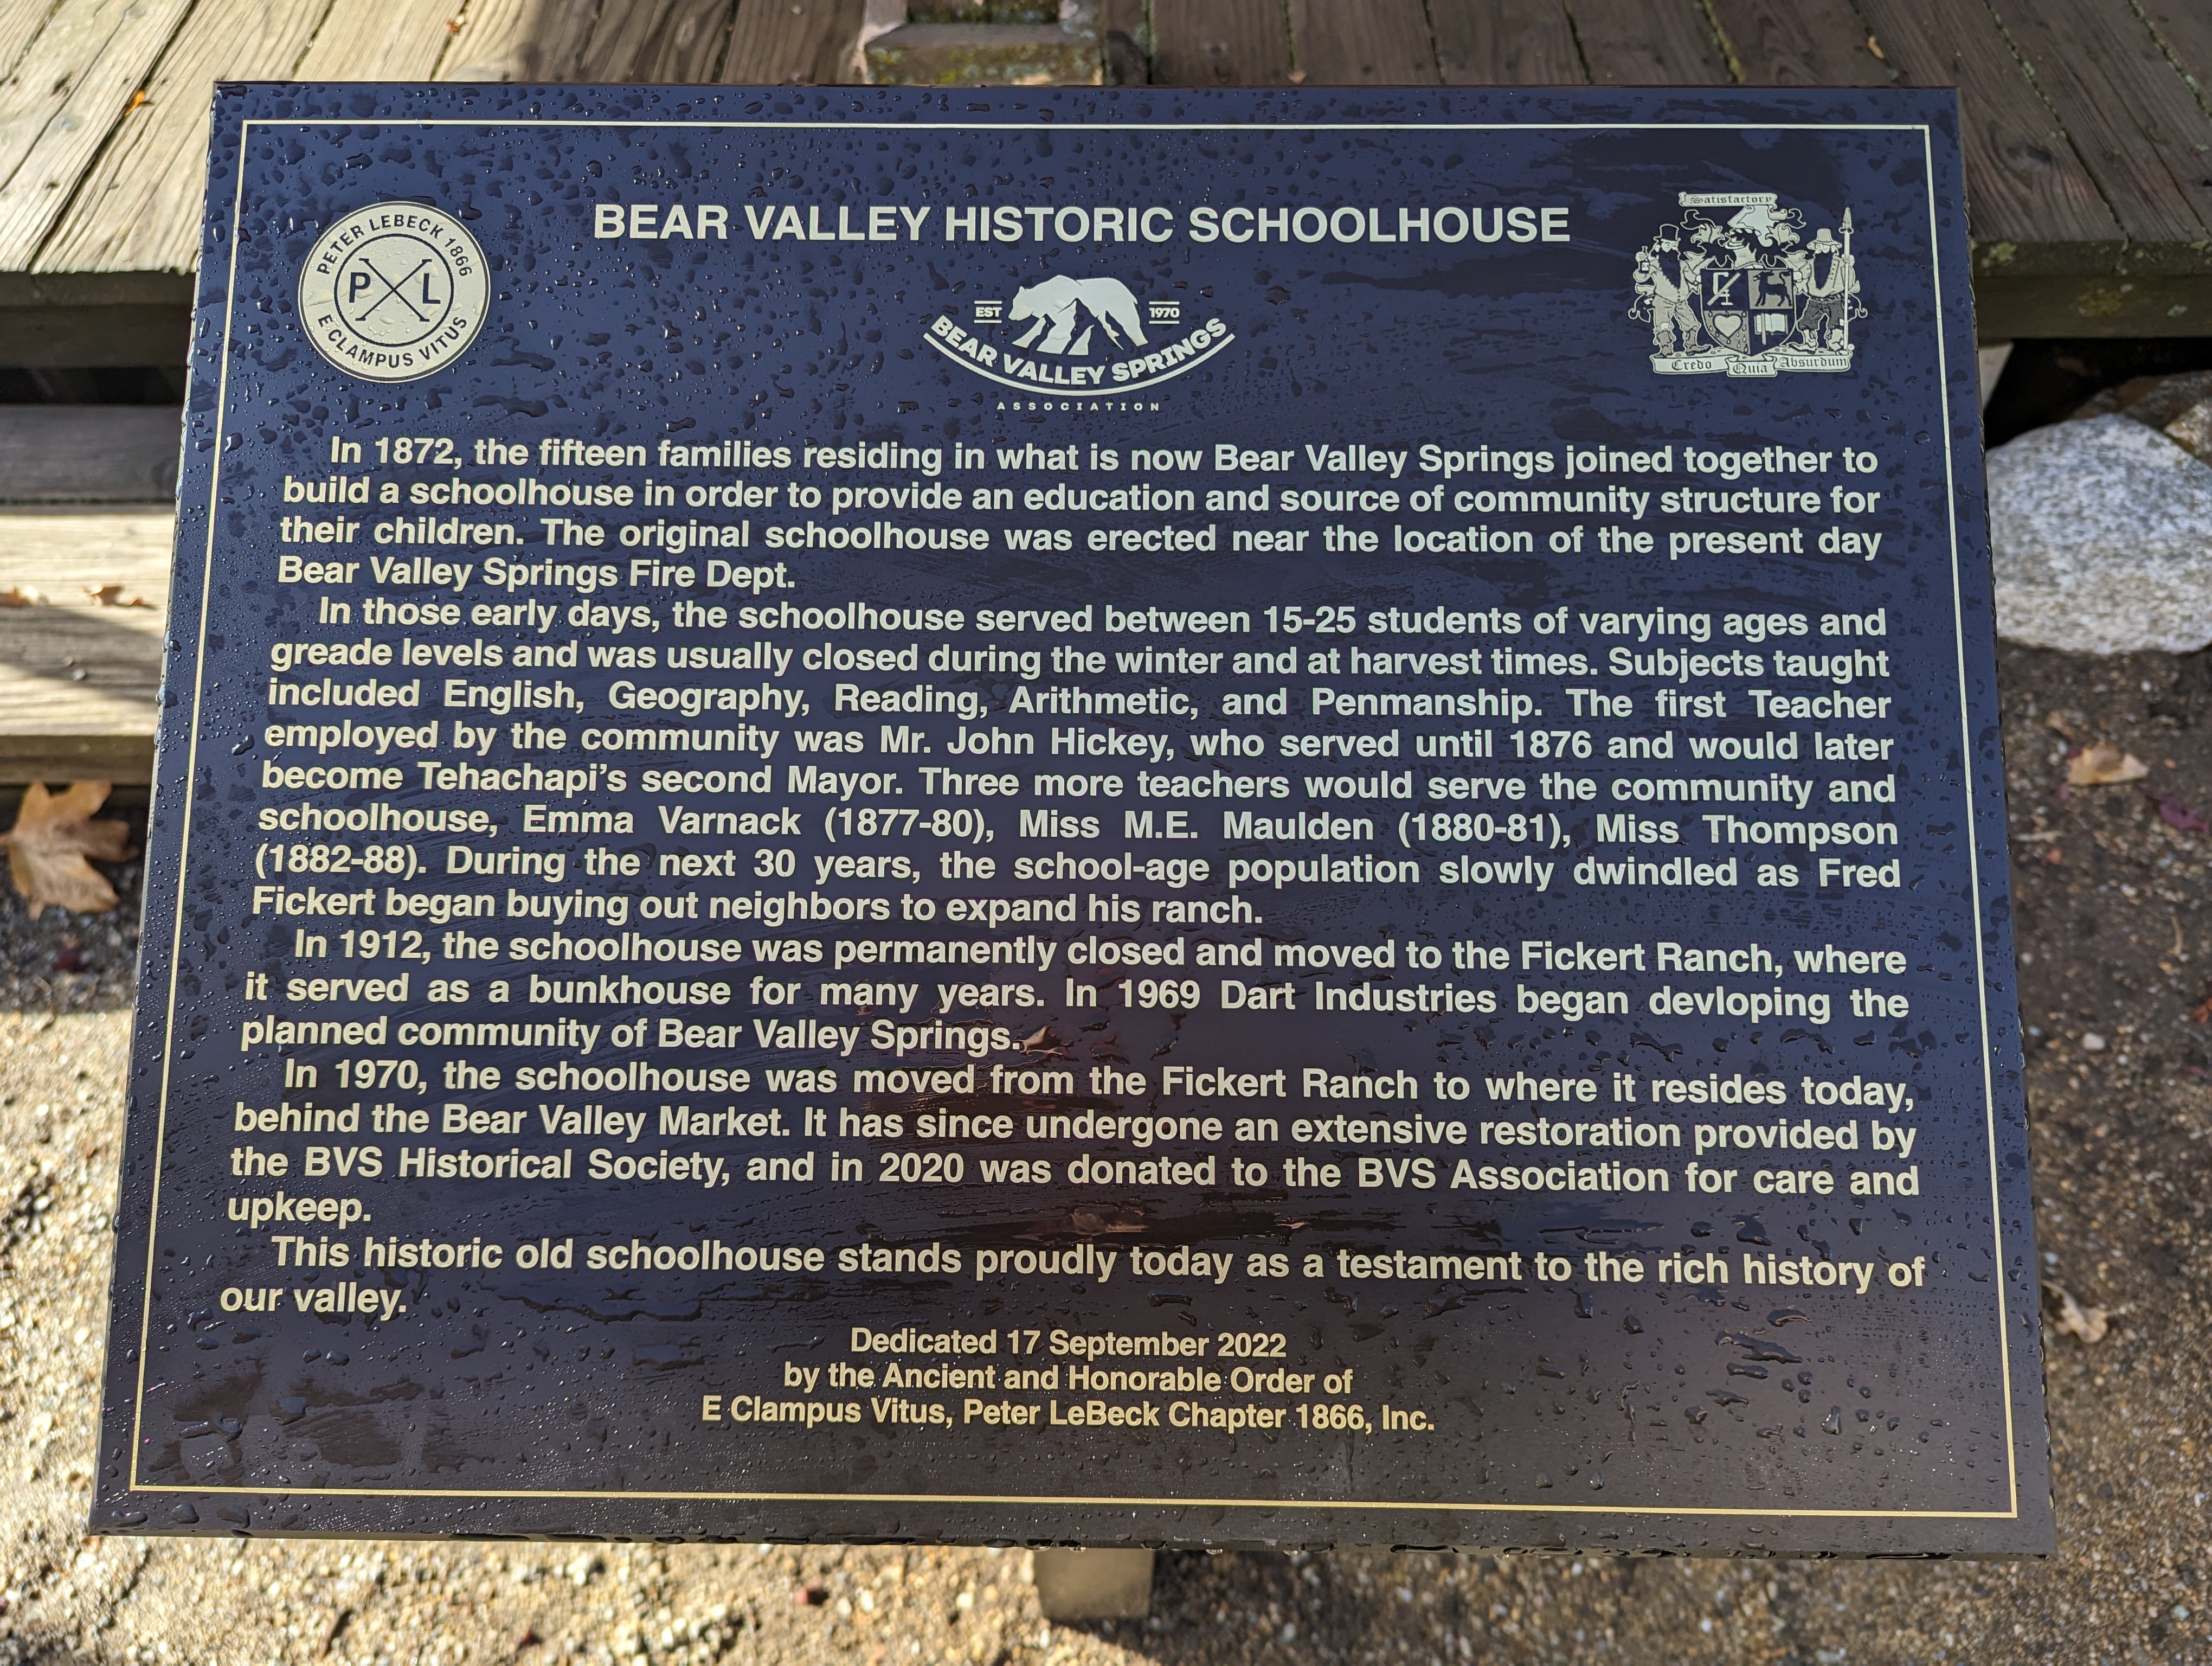 BEAR VALLEY HISTORIC SCHOOLHOUSE
PETER LEBECK 1866
P L
E CLAMPUS VITUS
EST 1970
BEAR VALLEY SPRINGS
ASSOCIATION
Satisfactory
Credo Quia Absurdum
In 1872, the fifteen families residing in what is now Bear Valley Springs joined together to
build a schoolhouse in order to provide an education and source of community structure for
their children. The original schoolhouse was erected near the location of the present day
Bear Valley Springs Fire Dept.
In those early days, the schoolhouse served between 15-25 students of varying ages and
greade levels and was usually closed during the winter and at harvest times. Subjects taught
included English, Geography, Reading, Arithmetic, and Penmanship. The first Teacher
employed by the community was Mr. John Hickey, who served until 1876 and would later
become Tehachapi's second Mayor. Three more teachers would serve the community and
schoolhouse, Emma Varnack (1877-80), Miss M.E. Maulden (1880-81), Miss Thompson
(1882-88). During the next 30 years, the school-age population slowly dwindled as Fred
Fickert began buying out neighbors to expand his ranch.
In 1912, the schoolhouse was permanently closed and moved to the Fickert Ranch, where
it served as a bunkhouse for many years. In 1969 Dart Industries began devloping the
planned community of Bear Valley Springs.
In 1970, the schoolhouse was moved from the Fickert Ranch to where it resides today,
behind the Bear Valley Market. It has since undergone an extensive restoration provided by
the BVS Historical Society, and in 2020 was donated to the BVS Association for care and
upkeep.
This historic old schoolhouse stands proudly today as a testament to the rich history of
our valley.
Dedicated 17 September 2022
by the Ancient and Honorable Order of
E Clampus Vitus, Peter LeBeck Chapter 1866, Inc.